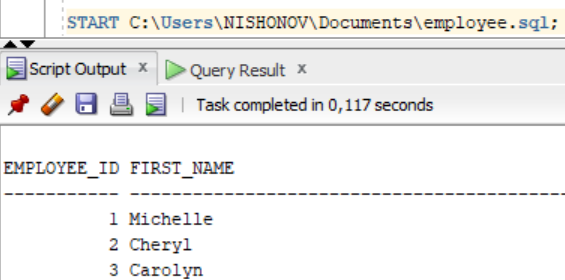 START C:\Users\NISHONOV\Documents\employee.sql;
Script Output x Query Result x
Task completed in 0,117 seconds
EMPLOYEE_ID FIRST_NAME
----------- ------------------------------------------
1 Michelle
2 Cheryl
3 Carolyn